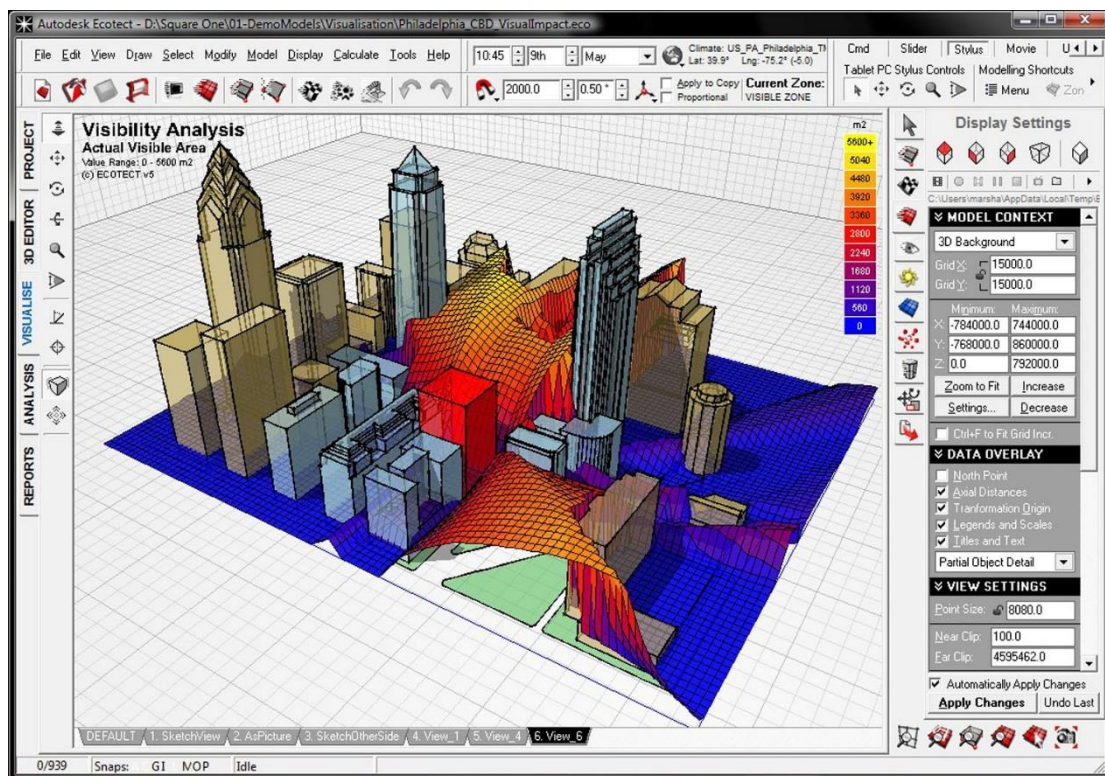 Autodesk Ecotect - D:\Square One\01-DemoModels\Visualisation\Philadelphia_CBD_VisualImpact.eco
File Edit View Draw Select Modify Model Display Calculate Tools Help
10:45 9th May
Climate: US_PA_Philadelphia_TM
Lat: 39.9° Lng: -75.2° (-5.0)
Cmd Slider Stylus Movie
Tablet PC Stylus Controls Modelling Shortcuts
Menu Zon
2000.0 0.50 °
Apply to Copy
Proportional
Current Zone:
VISIBLE ZONE
PROJECT
3D EDITOR
VISUALISE
ANALYSIS
REPORTS
Visibility Analysis
Actual Visible Area
Value Range: 0 - 5600 m2
(c) ECOTECT v5
m2
5600+
5040
4480
3920
3360
2800
2240
1680
1120
560
0
Display Settings
C:\Users\marsha\AppData\Local\Temp\E
MODEL CONTEXT
3D Background
Grid X: 15000.0
Grid Y: 15000.0
Minimum: Maximum:
X: -784000.0 744000.0
Y: -768000.0 860000.0
Z: 0.0 792000.0
Zoom to Fit Increase
Settings... Decrease
Ctrl+F to Fit Grid Incr.
DATA OVERLAY
North Point
Axial Distances
Tranformation Origin
Legends and Scales
Titles and Text
Partial Object Detail
VIEW SETTINGS
Point Size: 8080.0
Near Clip: 100.0
Far Clip: 4595462.0
Automatically Apply Changes
Apply Changes Undo Last
DEFAULT 1. SketchView 2. AsPicture 3. SketchOtherSide 4. View_1 5. View_4 6. View_6
0/939 Snaps: GI MOP Idle